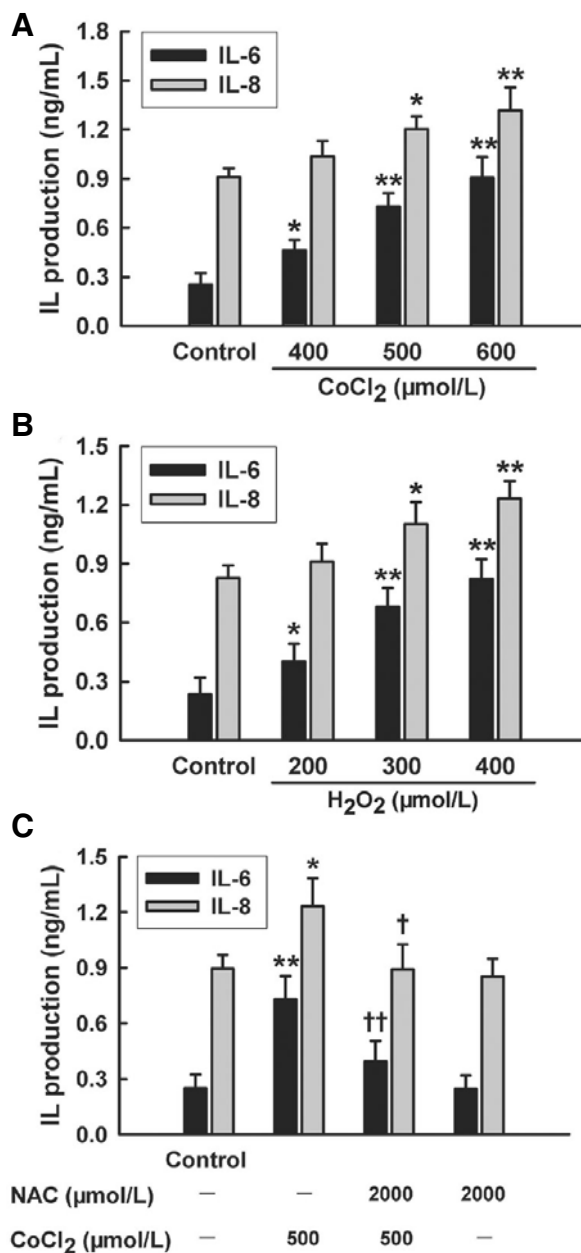 A
IL production (ng/mL)
1.8
1.5
1.2
0.9
0.6
0.3
0.0
IL-6
IL-8
* ** * ** **
Control 400 500 600
CoCl2 (µmol/L)
B
IL production (ng/mL)
1.5
1.2
0.9
0.6
0.3
0.0
IL-6
IL-8
* ** * ** **
Control 200 300 400
H2O2 (µmol/L)
C
IL production (ng/mL)
1.5
1.2
0.9
0.6
0.3
0.0
IL-6
IL-8
** * †† †
Control
NAC (µmol/L) — — 2000 2000
CoCl2 (µmol/L) — 500 500 —